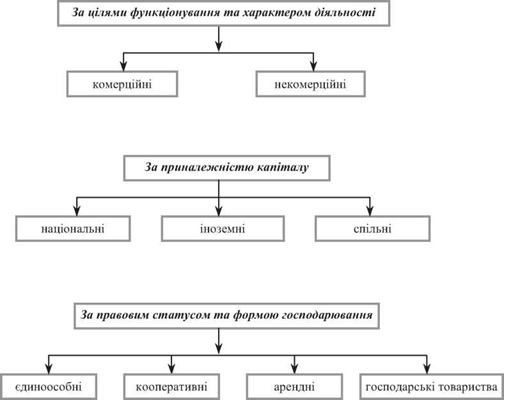 За цілями функціонування та характером діяльності
комерційні
некомерційні
За приналежністю капіталу
національні
іноземні
спільні
За правовим статусом та формою господарювання
єдиноособні
кооперативні
арендні
господарські товариства